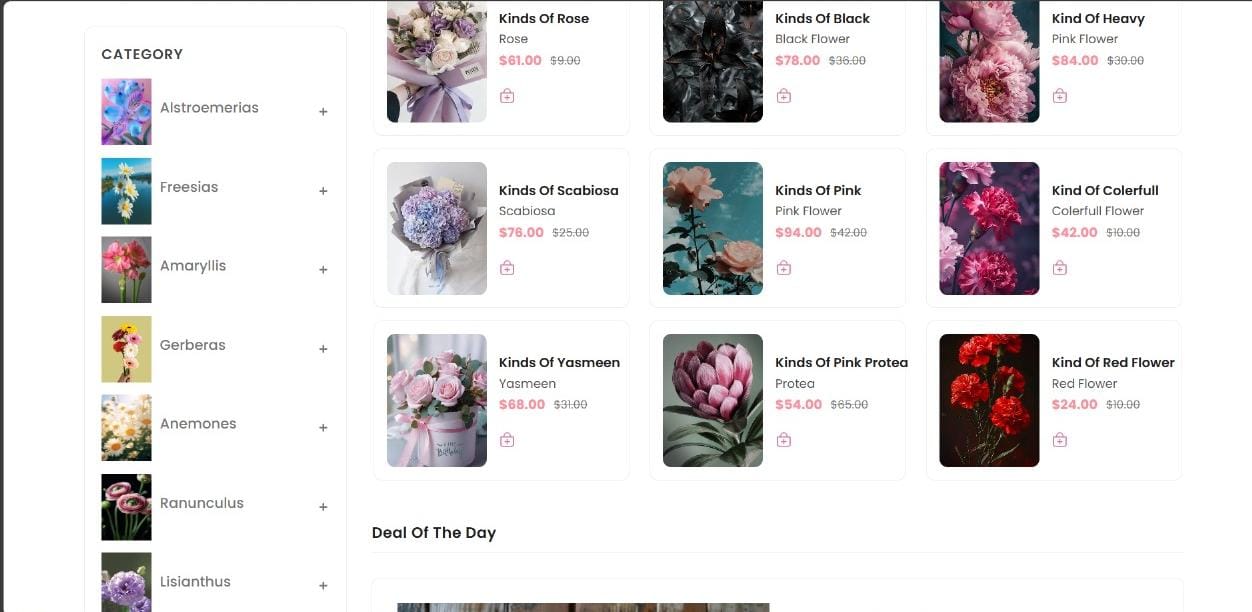 CATEGORY
Alstroemerias +
Freesias +
Amaryllis +
Gerberas +
Anemones +
Ranunculus +
Lisianthus +
Kinds Of Rose
Rose
$61.00 $9.00
Kinds Of Black
Black Flower
$78.00 $36.00
Kind Of Heavy
Pink Flower
$84.00 $30.00
Kinds Of Scabiosa
Scabiosa
$76.00 $25.00
Kinds Of Pink
Pink Flower
$94.00 $42.00
Kind Of Colerfull
Colerfull Flower
$42.00 $10.00
Kinds Of Yasmeen
Yasmeen
$68.00 $31.00
Kinds Of Pink Protea
Protea
$54.00 $65.00
Kind Of Red Flower
Red Flower
$24.00 $10.00
Deal Of The Day